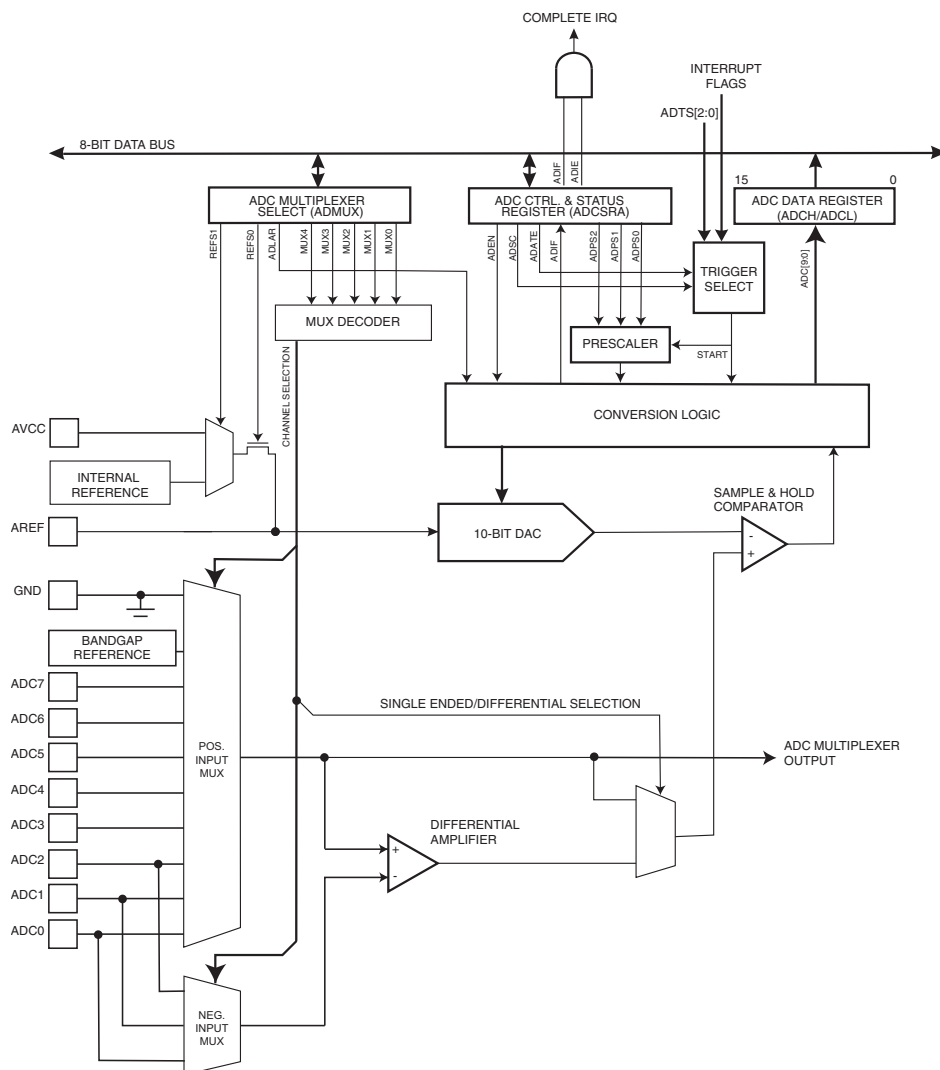 COMPLETE IRQ
INTERRUPT
FLAGS
ADTS[2:0]
8-BIT DATA BUS
ADIF
ADIE
15
0
ADC MULTIPLEXER
SELECT (ADMUX)
ADC CTRL. & STATUS
REGISTER (ADCSRA)
ADC DATA REGISTER
(ADCH/ADCL)
REFS1
REFS0
ADLAR
MUX4
MUX3
MUX2
MUX1
MUX0
ADEN
ADSC
ADATE
ADIF
ADPS2
ADPS1
ADPS0
ADC[9:0]
TRIGGER
SELECT
MUX DECODER
PRESCALER
START
CHANNEL SELECTION
CONVERSION LOGIC
AVCC
INTERNAL
REFERENCE
SAMPLE & HOLD
COMPARATOR
AREF
10-BIT DAC
-
+
GND
BANDGAP
REFERENCE
ADC7
SINGLE ENDED/DIFFERENTIAL SELECTION
ADC6
ADC5
POS.
INPUT
MUX
ADC MULTIPLEXER
OUTPUT
ADC4
ADC3
DIFFERENTIAL
AMPLIFIER
+
-
ADC2
ADC1
ADC0
NEG.
INPUT
MUX